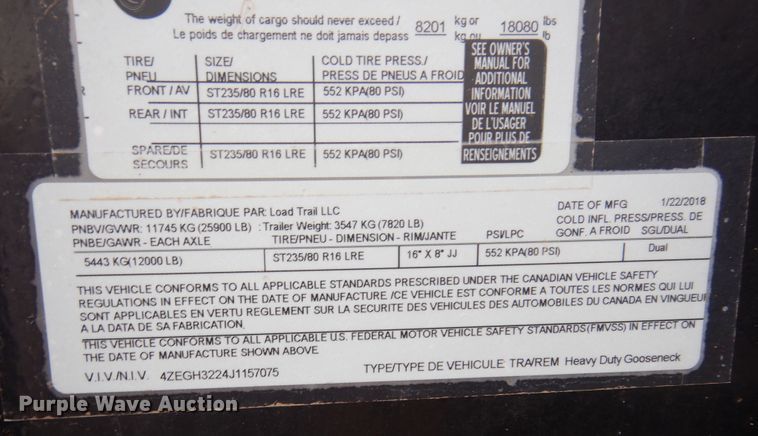 The weight of cargo should never exceed / 8201 kg or 18080 lbs
Le poids de chargement ne doit jamais depass kg ou lb
TIRE/ SIZE/ COLD TIRE PRESS./
PNEU DIMENSIONS PRESS DE PNEUS A FROID
FRONT / AV ST235/80 R16 LRE 552 KPA(80 PSI)
REAR / INT ST235/80 R16 LRE 552 KPA(80 PSI)
SPARE/DE SECOURS ST235/80 R16 LRE 552 KPA(80 PSI)
SEE OWNER'S
MANUAL FOR
ADDITIONAL
INFORMATION
VOIR LE MANUEL
DE L'USAGER
POUR PLUS DE
RENSEIGNEMENTS
MANUFACTURED BY/FABRIQUE PAR: Load Trail LLC DATE OF MFG 1/22/2018
PNBV/GVWR: 11745 KG (25900 LB) : Trailer Weight: 3547 KG (7820 LB) COLD INFL. PRESS/PRESS. DE
PNBE/GAWR - EACH AXLE TIRE/PNEU - DIMENSION - RIM/JANTE PSI/LPC GONF. A FROID SGL/DUAL
5443 KG(12000 LB) ST235/80 R16 LRE 16" X 8" JJ 552 KPA(80 PSI) Dual
THIS VEHICLE CONFORMS TO ALL APPLICABLE STANDARDS PRESCRIBED UNDER THE CANADIAN VEHICLE SAFETY
REGULATIONS IN EFFECT ON THE DATE OF MANUFACTURE /CE VEHICLE EST CONFORME A TOUTES LES NORMES QUI LUI
SONT APPLICABLES EN VERTU REGLEMENT SUR LA SECURITE DES VEHICULES DES AUTOMOBILES DU CANADA EN VINGUEU
A LA DATA DE SA FABRICATION.
THIS VEHICLE CONFORMS TO ALL APPLICABLE U.S. FEDERAL MOTOR VEHICLE SAFETY STANDARDS(FMVSS) IN EFFECT ON
THE DATE OF MANUFACTURE SHOWN ABOVE
V.I.V./N.I.V. 4ZEGH3224J1157075 TYPE/TYPE DE VEHICULE: TRA/REM Heavy Duty Gooseneck
Purple Wave Auction